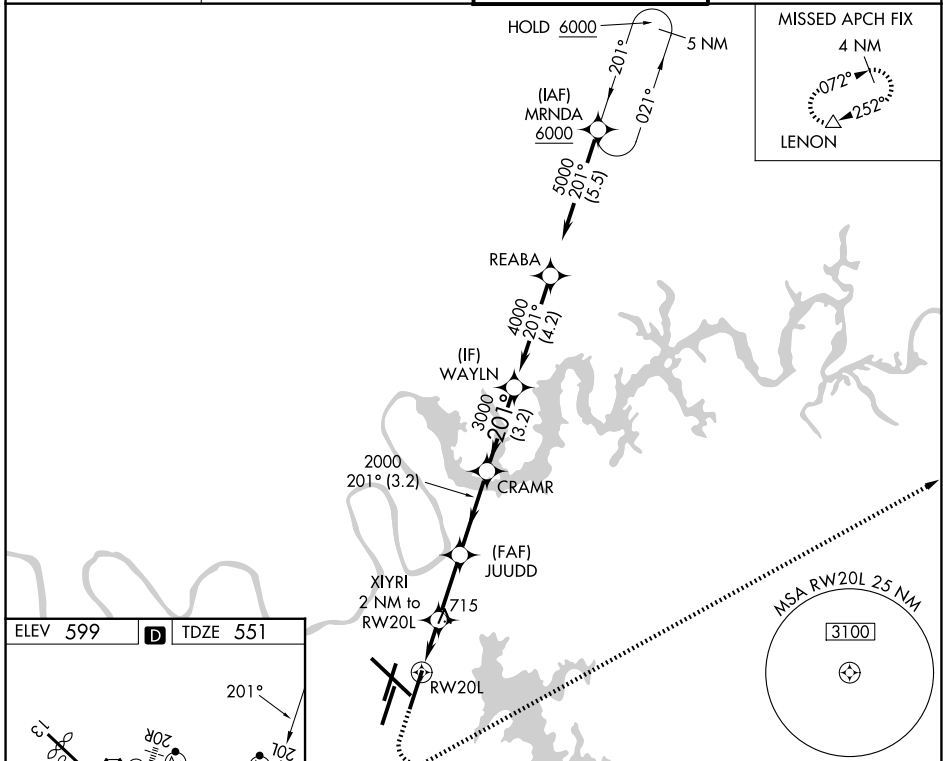 HOLD 6000
5 NM
201°
021°
(IAF)
MRNDA
6000
5000
201°
(5.5)
REABA
4000
201°
(4.2)
(IF)
WAYLN
3000
201°
(3.2)
2000
201° (3.2)
CRAMR
(FAF)
JUUDD
XIYRI
2 NM to
RW20L
715
RW20L
MISSED APCH FIX
4 NM
072°
252°
LENON
MSA RW20L 25 NM
3100
ELEV 599
D
TDZE 551
201°
13
20R
20L